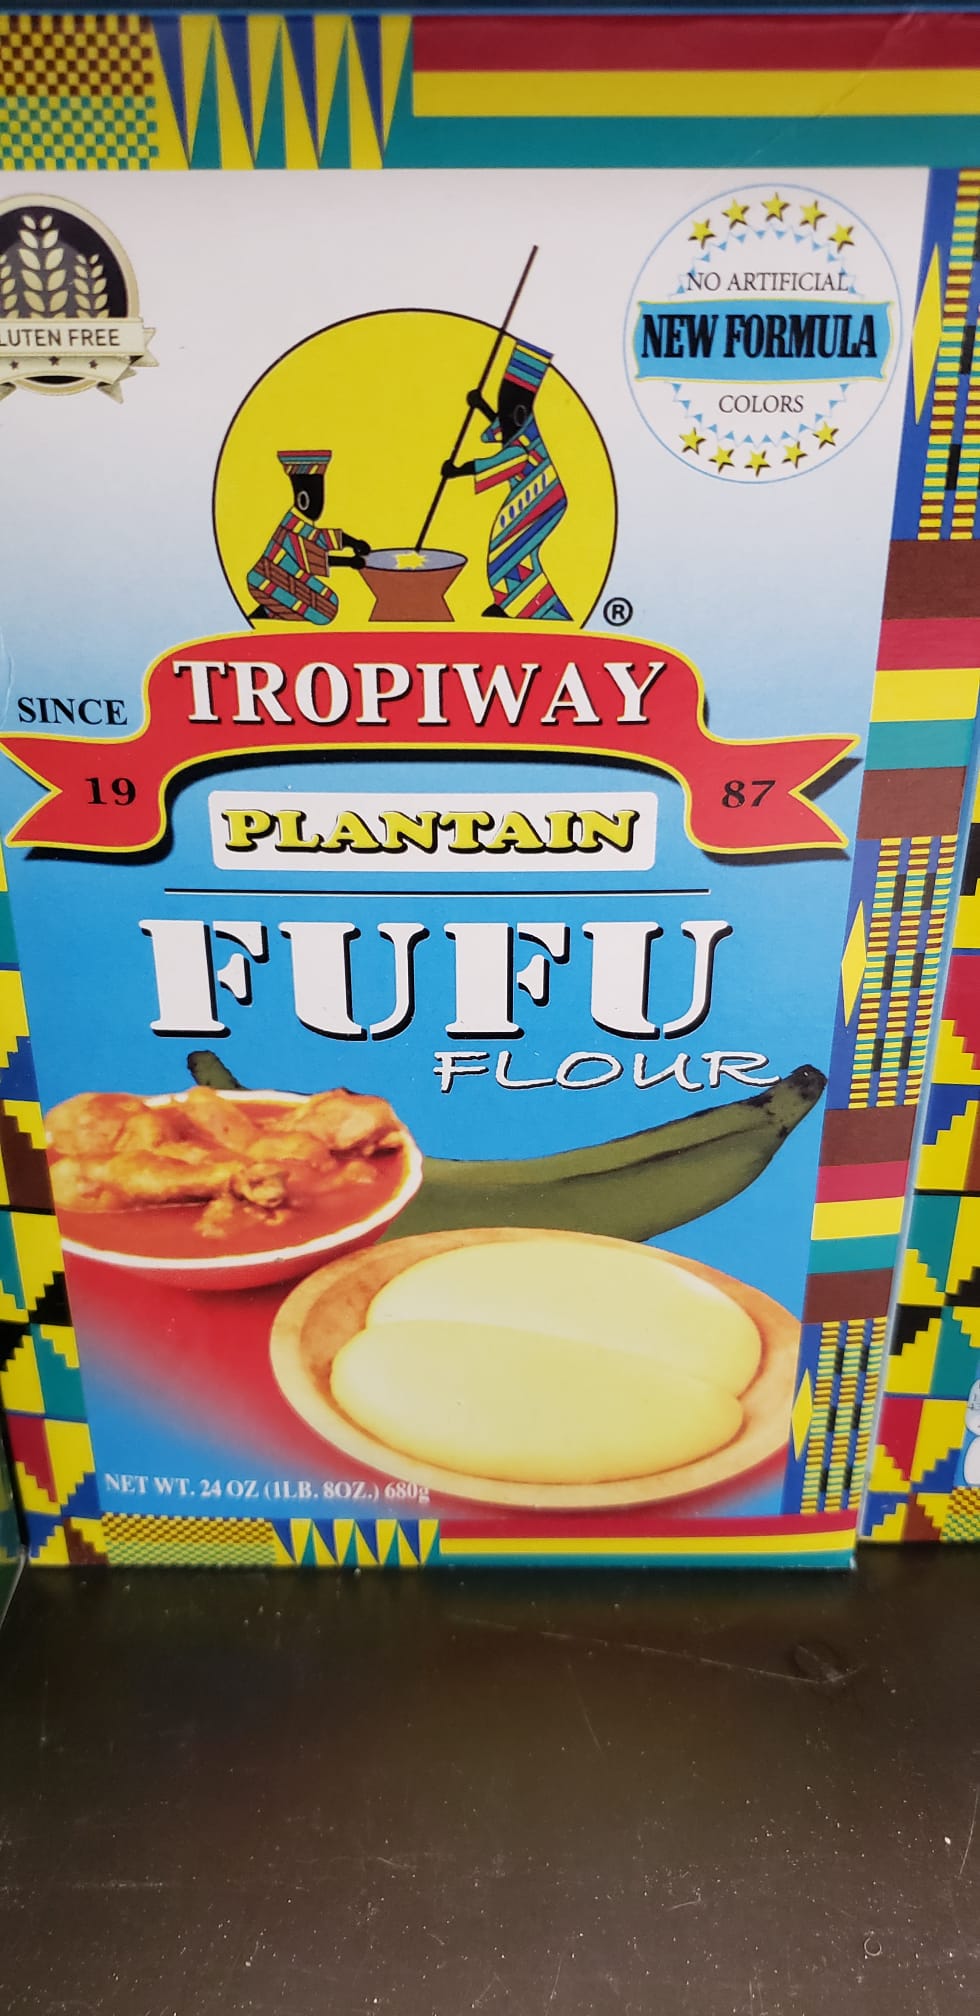 LUTEN FREE
NO ARTIFICIAL
NEW FORMULA
COLORS
®
TROPIWAY
SINCE
19
87
PLANTAIN
FUFU
FLOUR
NET WT. 24 OZ (1LB. 8OZ.) 680g